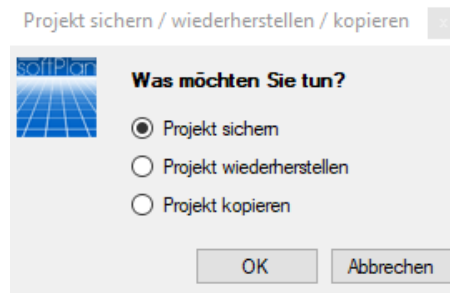 Projekt sichern / wiederherstellen / kopieren x
softPlan
Was möchten Sie tun?
Projekt sichern
Projekt wiederherstellen
Projekt kopieren
OK Abbrechen